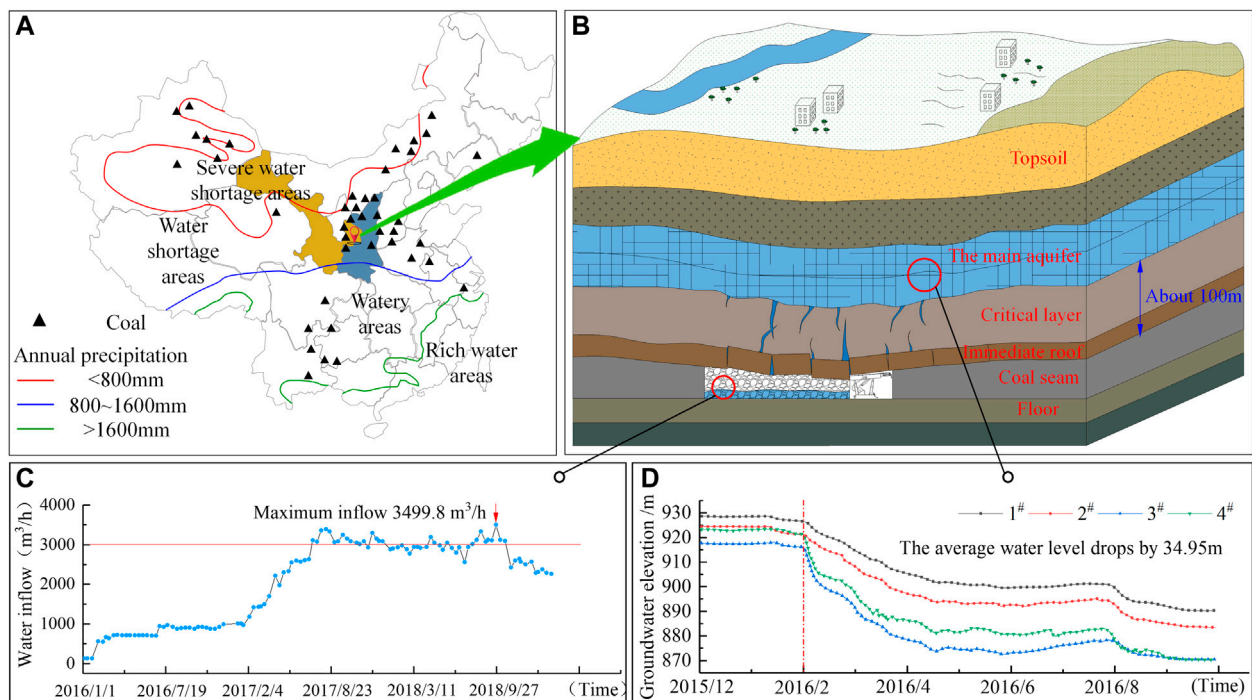 A
Severe water
shortage areas
Water
shortage
areas
Watery
areas
Rich water
areas
Coal
Annual precipitation
<800mm
800~1600mm
>1600mm
B
Topsoil
The main aquifer
About 100m
Critical layer
Immediate roof
Coal seam
Floor
C
Maximum inflow 3499.8 m³/h
Water inflow（m³/h）
4000
3000
2000
1000
0
2016/1/1 2016/7/19 2017/2/4 2017/8/23 2018/3/11 2018/9/27 （Time）
D
1# 2# 3# 4#
The average water level drops by 34.95m
Groundwater elevation /m
930
920
910
900
890
880
870
2015/12 2016/2 2016/4 2016/6 2016/8 (Time)